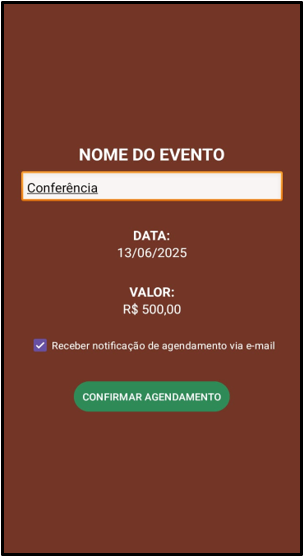 NOME DO EVENTO
Conferência
DATA:
13/06/2025
VALOR:
R$ 500,00
Receber notificação de agendamento via e-mail
CONFIRMAR AGENDAMENTO